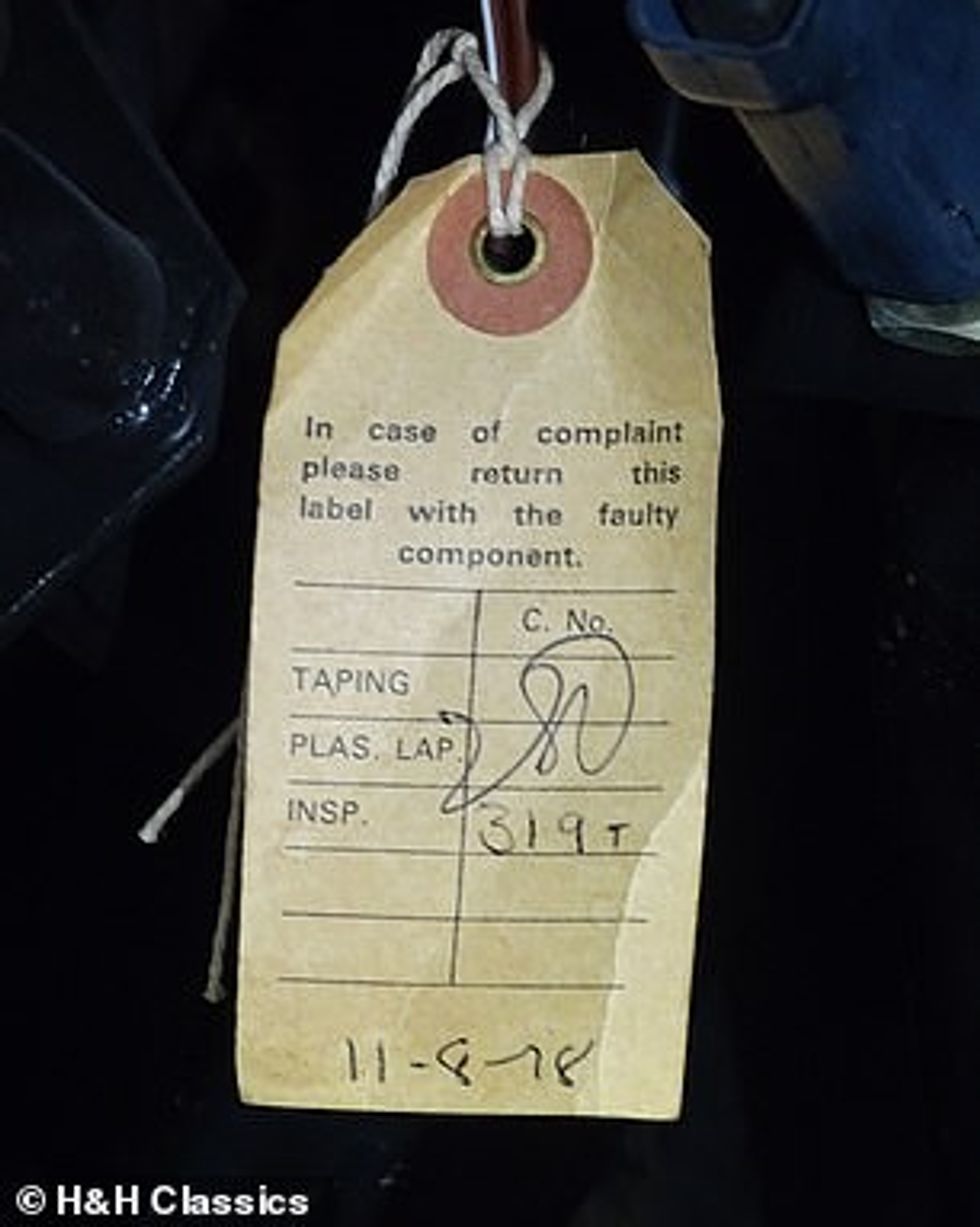 In case of complaint
please return this
label with the faulty
component.
C. No.
TAPING
PLAS. LAP.
INSP. 319T
11-8-78
© H&H Classics